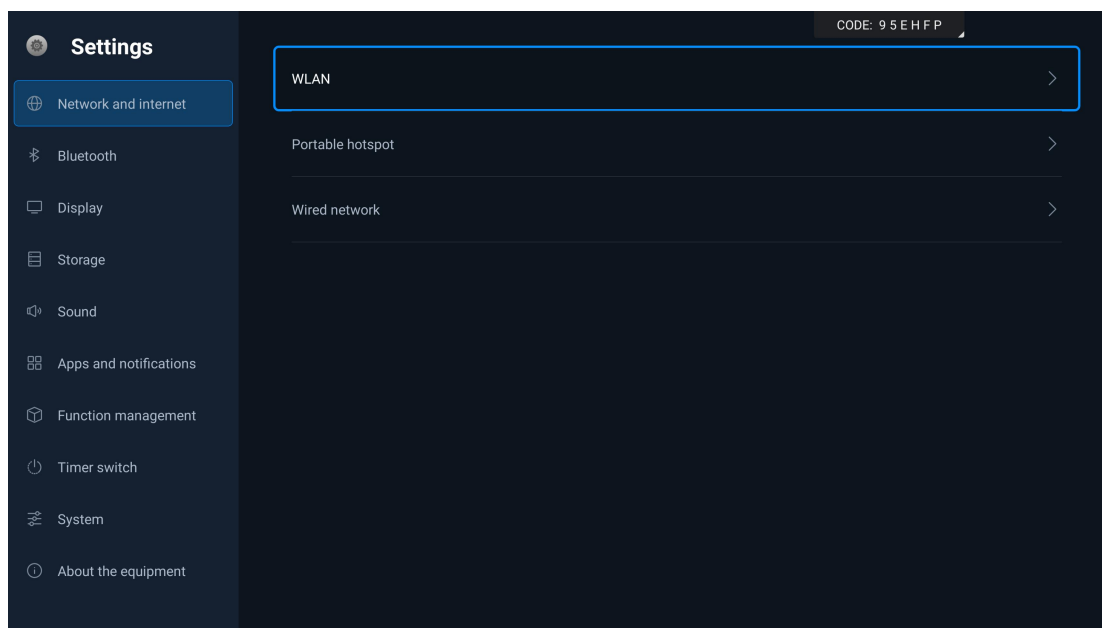 Settings
Network and internet
Bluetooth
Display
Storage
Sound
Apps and notifications
Function management
Timer switch
System
About the equipment
CODE: 9 5 E H F P
WLAN
Portable hotspot
Wired network